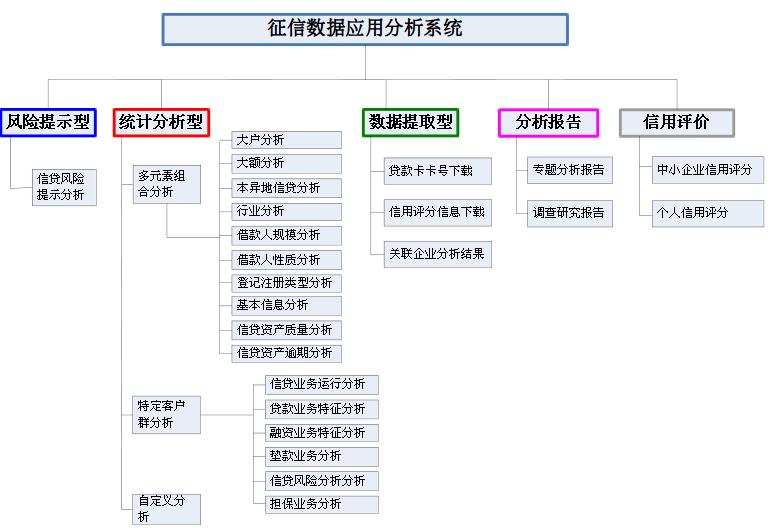 征信数据应用分析系统
风险提示型
统计分析型
数据提取型
分析报告
信用评价
信贷风险
提示分析
多元素组
合分析
大户分析
大额分析
本异地信贷分析
行业分析
借款人规模分析
借款人性质分析
登记注册类型分析
基本信息分析
信贷资产质量分析
信贷资产逾期分析
特定客户
群分析
信贷业务运行分析
贷款业务特征分析
融资业务特征分析
垫款业务分析
信贷风险分析分析
担保业务分析
自定义分
析
贷款卡卡号下载
信用评分信息下载
关联企业分析结果
专题分析报告
调查研究报告
中小企业信用评分
个人信用评分